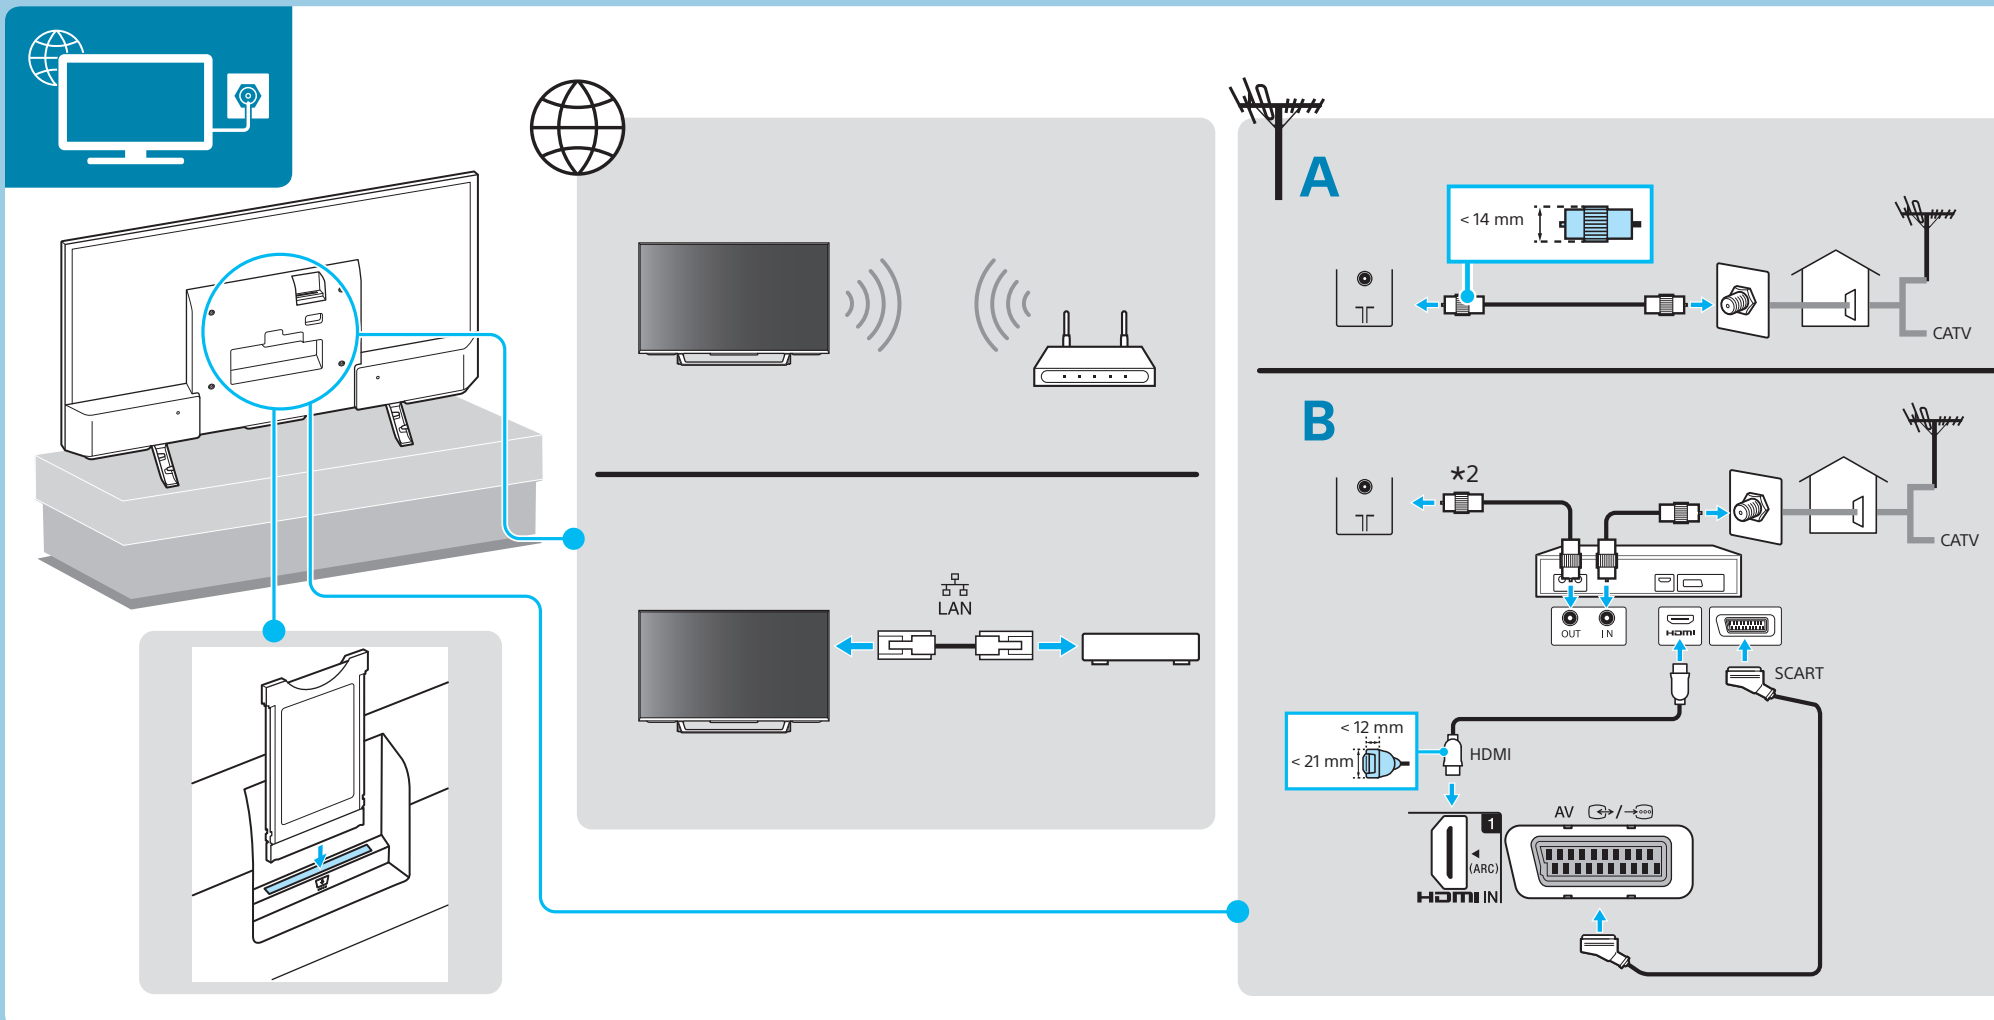 A
< 14 mm
CATV
B
*2
CATV
LAN
OUT
IN
HDMI
SCART
< 12 mm
< 21 mm
HDMI
AV
/
1
(ARC)
HDMI IN